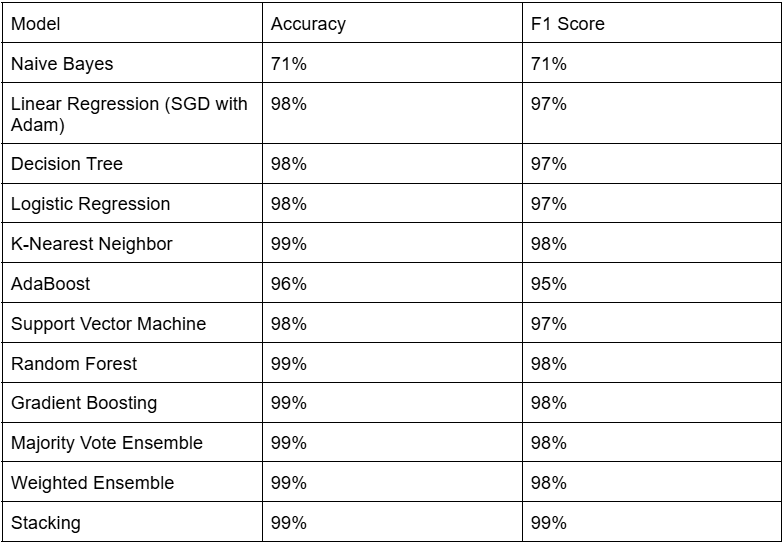 Model Accuracy F1 Score
Naive Bayes 71% 71%
Linear Regression (SGD with 98% 97%
Adam)
Decision Tree 98% 97%
Logistic Regression 98% 97%
K-Nearest Neighbor 99% 98%
AdaBoost 96% 95%
Support Vector Machine 98% 97%
Random Forest 99% 98%
Gradient Boosting 99% 98%
Majority Vote Ensemble 99% 98%
Weighted Ensemble 99% 98%
Stacking 99% 99%